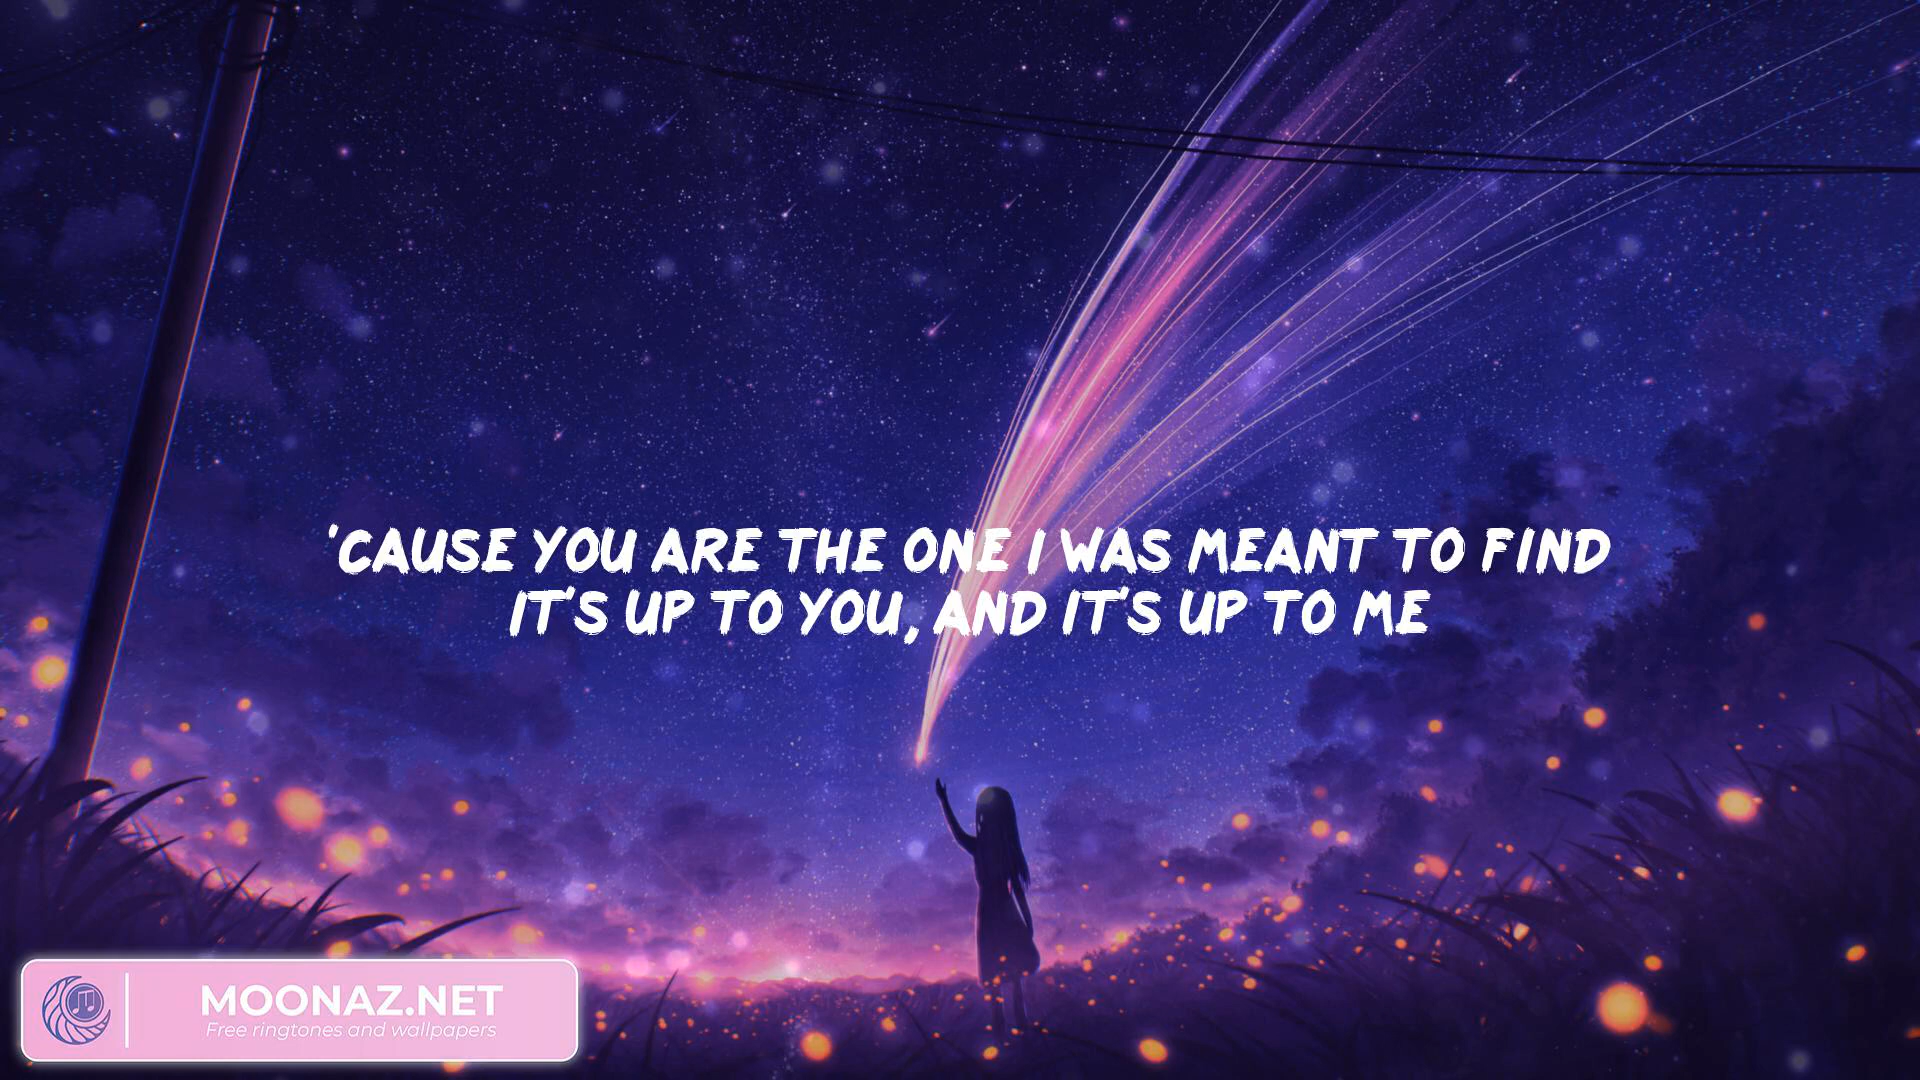 'CAUSE YOU ARE THE ONE I WAS MEANT TO FIND
IT'S UP TO YOU, AND IT'S UP TO ME
MOONAZ.NET
Free ringtones and wallpapers